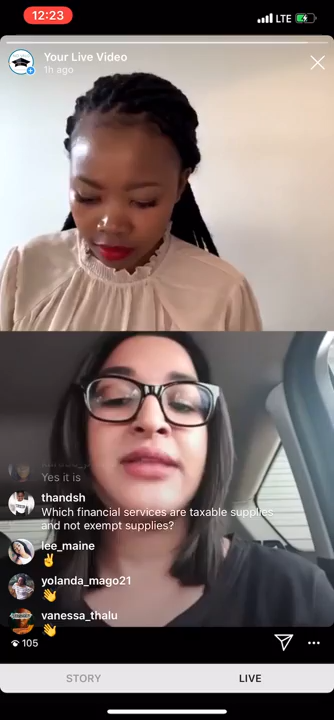 12:23
LTE
Your Live Video
1h ago
Yes it is
thandsh
Which financial services are taxable supplies
and not exempt supplies?
lee_maine
✌
yolanda_mago21
👋
vanessa_thalu
👋
105
STORY
LIVE